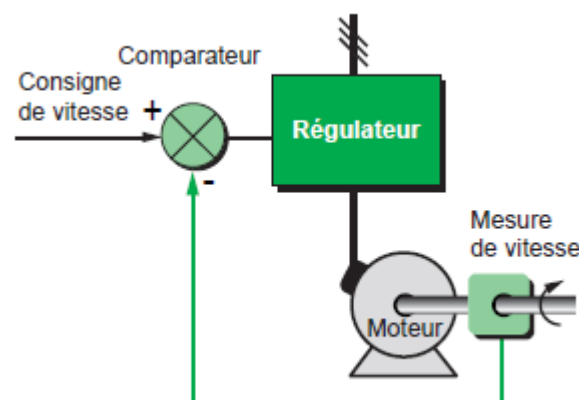 Comparateur
Consigne
de vitesse
+
-
Régulateur
Mesure
de vitesse
Moteur